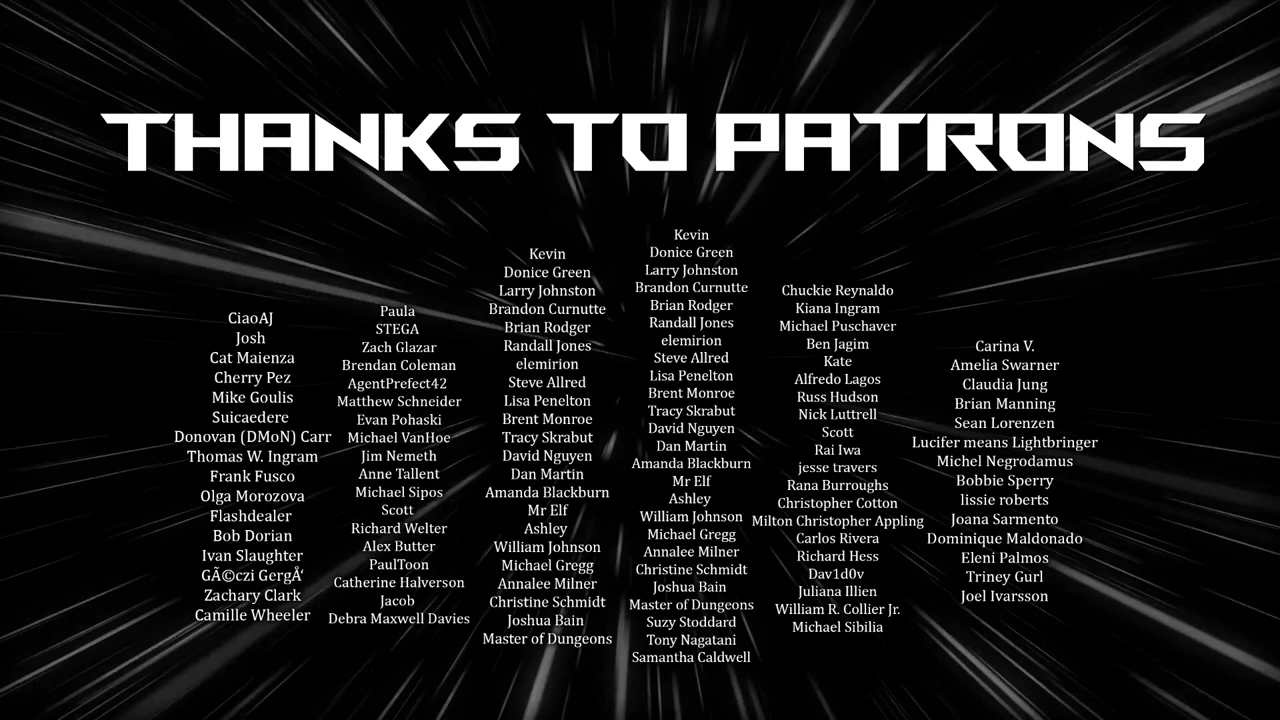 THANKS TO PATRONS
CiaoAJ
Josh
Cat Maienza
Cherry Pez
Mike Goulis
Suicaedere
Donovan (DMoN) Carr
Thomas W. Ingram
Frank Fusco
Olga Morozova
Flashdealer
Bob Dorian
Ivan Slaughter
GÃ©czi GergÅ‘
Zachary Clark
Camille Wheeler
Paula
STEGA
Zach Glazar
Brendan Coleman
AgentPrefect42
Matthew Schneider
Evan Pohaski
Michael VanHoe
Jim Nemeth
Anne Tallent
Michael Sipos
Scott
Richard Welter
Alex Butter
PaulToon
Catherine Halverson
Jacob
Debra Maxwell Davies
Kevin
Donice Green
Larry Johnston
Brandon Curnutte
Brian Rodger
Randall Jones
elemirion
Steve Allred
Lisa Penelton
Brent Monroe
Tracy Skrabut
David Nguyen
Dan Martin
Amanda Blackburn
Mr Elf
Ashley
William Johnson
Michael Gregg
Annalee Milner
Christine Schmidt
Joshua Bain
Master of Dungeons
Kevin
Donice Green
Larry Johnston
Brandon Curnutte
Brian Rodger
Randall Jones
elemirion
Steve Allred
Lisa Penelton
Brent Monroe
Tracy Skrabut
David Nguyen
Dan Martin
Amanda Blackburn
Mr Elf
Ashley
William Johnson
Michael Gregg
Annalee Milner
Christine Schmidt
Joshua Bain
Master of Dungeons
Suzy Stoddard
Tony Nagatani
Samantha Caldwell
Chuckie Reynaldo
Kiana Ingram
Michael Puschaver
Ben Jagim
Kate
Alfredo Lagos
Russ Hudson
Nick Luttrell
Scott
Rai Iwa
jesse travers
Rana Burroughs
Christopher Cotton
Milton Christopher Appling
Carlos Rivera
Richard Hess
Dav1d0v
Juliana Illien
William R. Collier Jr.
Michael Sibilia
Carina V.
Amelia Swarner
Claudia Jung
Brian Manning
Sean Lorenzen
Lucifer means Lightbringer
Michel Negrodamus
Bobbie Sperry
lissie roberts
Joana Sarmento
Dominique Maldonado
Eleni Palmos
Triney Gurl
Joel Ivarsson